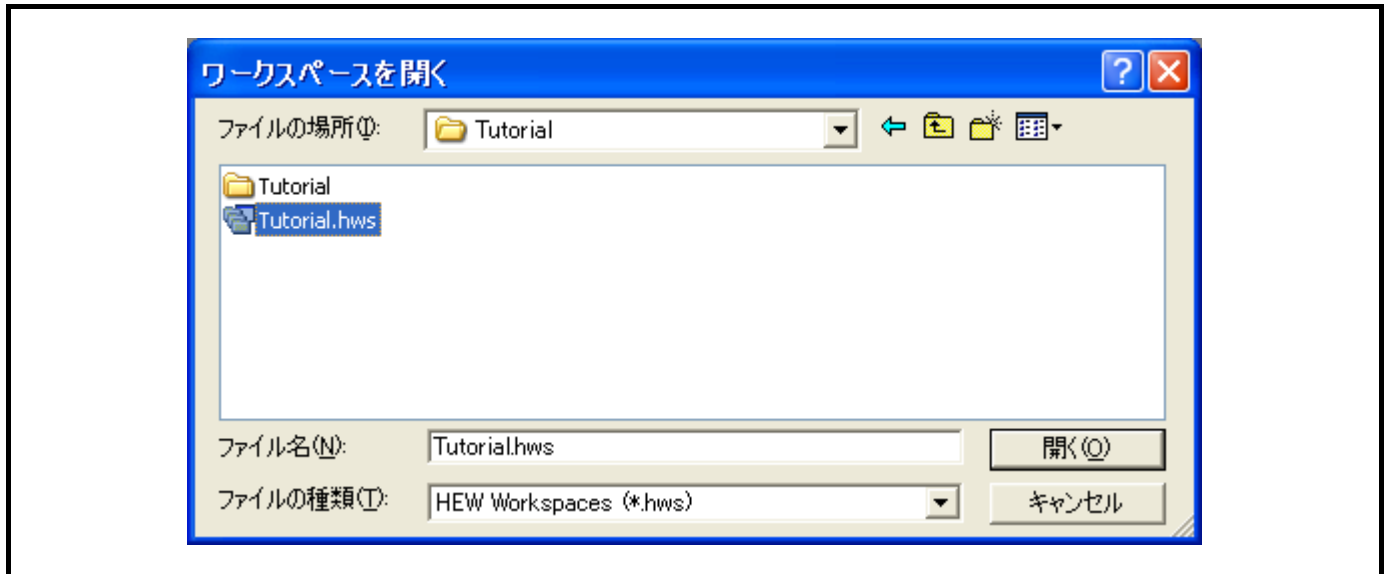 ワークスペースを開く
ファイルの場所(I): Tutorial
Tutorial
Tutorial.hws
ファイル名(N): Tutorial.hws 開く(O)
ファイルの種類(T): HEW Workspaces (*.hws) キャンセル